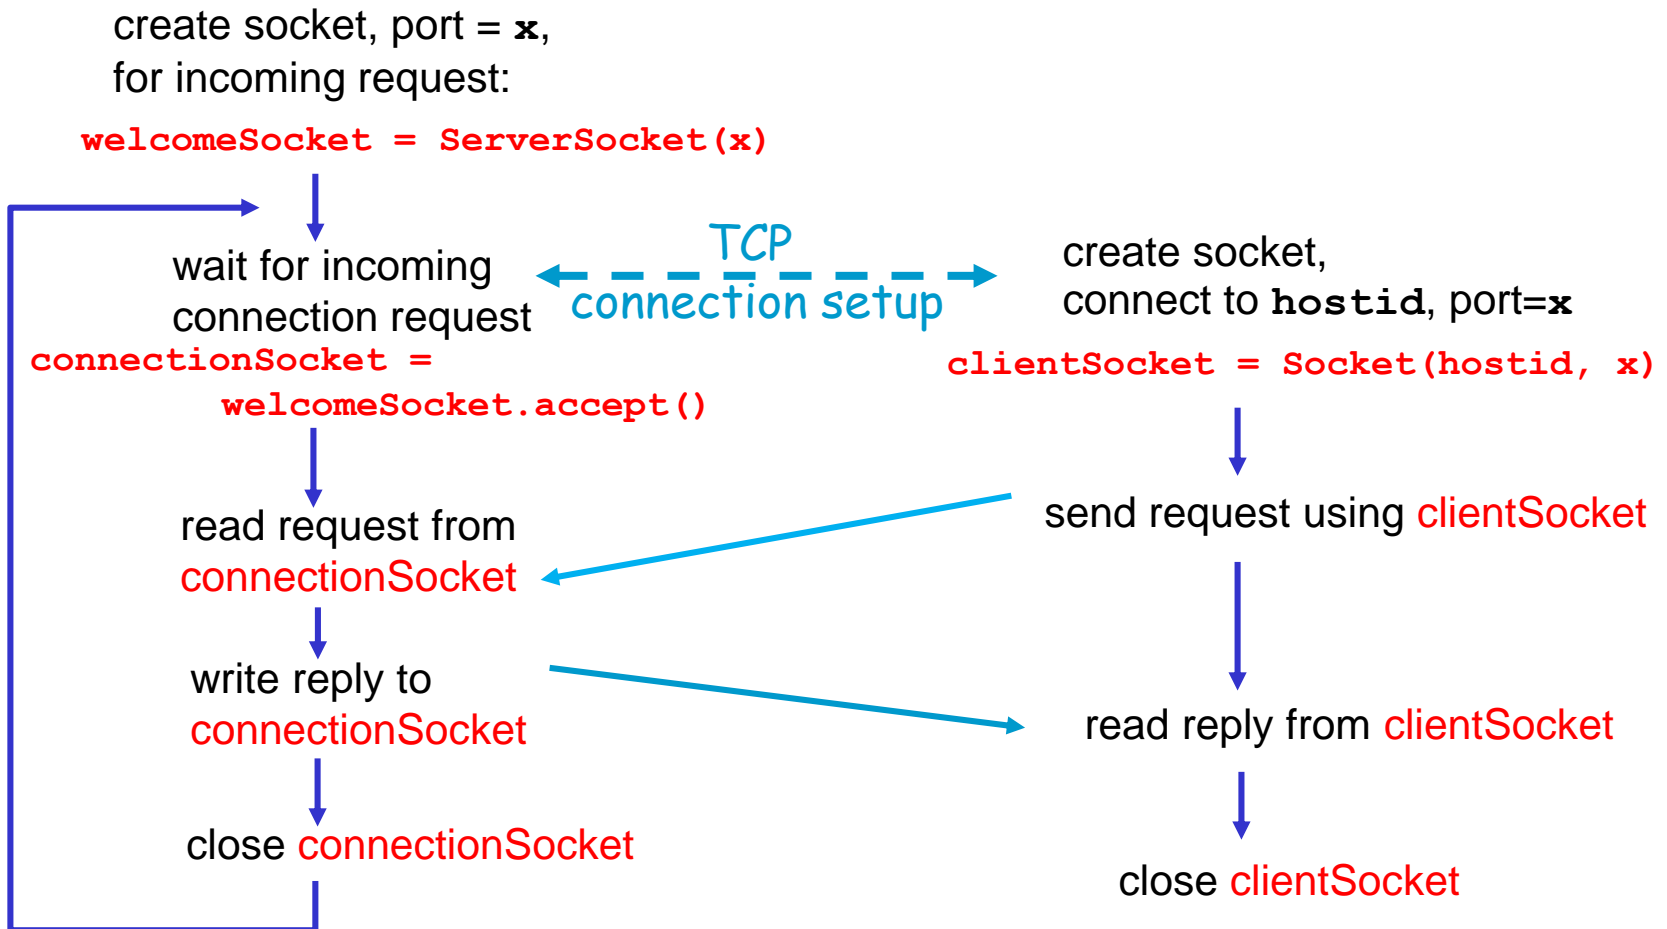 create socket, port = x,
for incoming request:
welcomeSocket = ServerSocket(x)
wait for incoming
connection request
connectionSocket =
welcomeSocket.accept()
TCP
connection setup
create socket,
connect to hostid, port=x
clientSocket = Socket(hostid, x)
read request from
connectionSocket
send request using clientSocket
write reply to
connectionSocket
read reply from clientSocket
close connectionSocket
close clientSocket